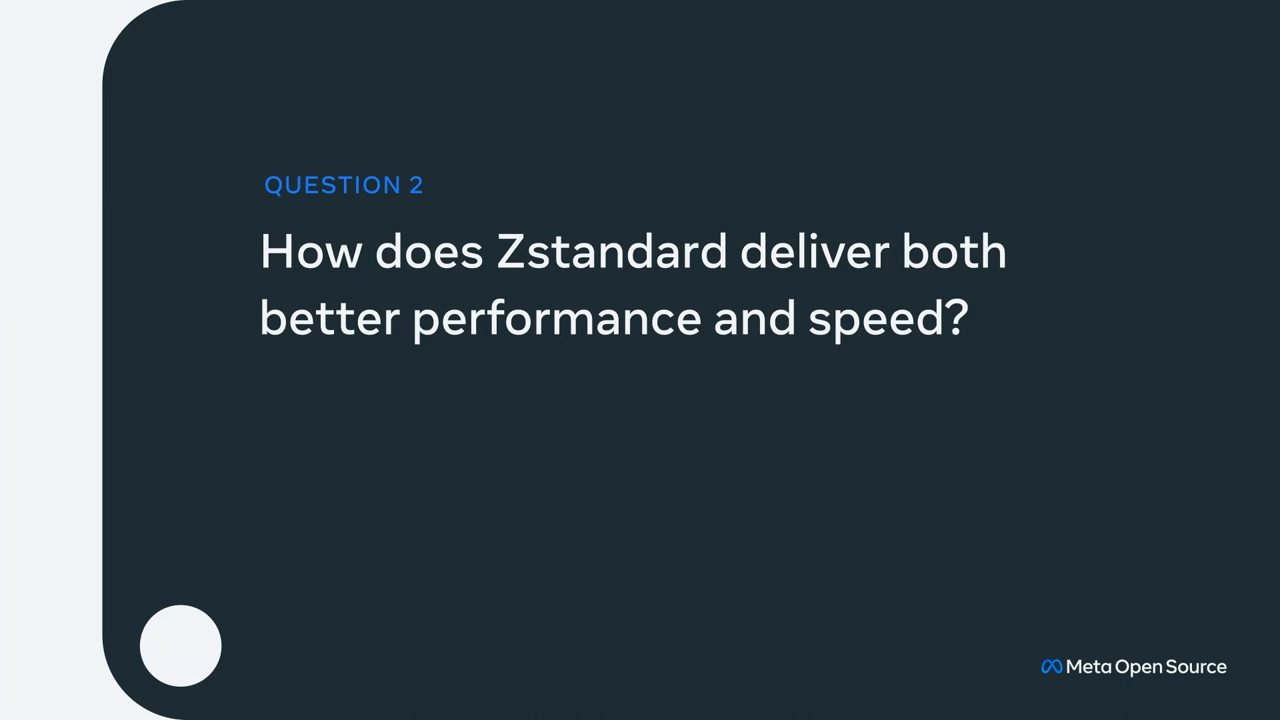 QUESTION 2
How does Zstandard deliver both
better performance and speed?
Meta Open Source